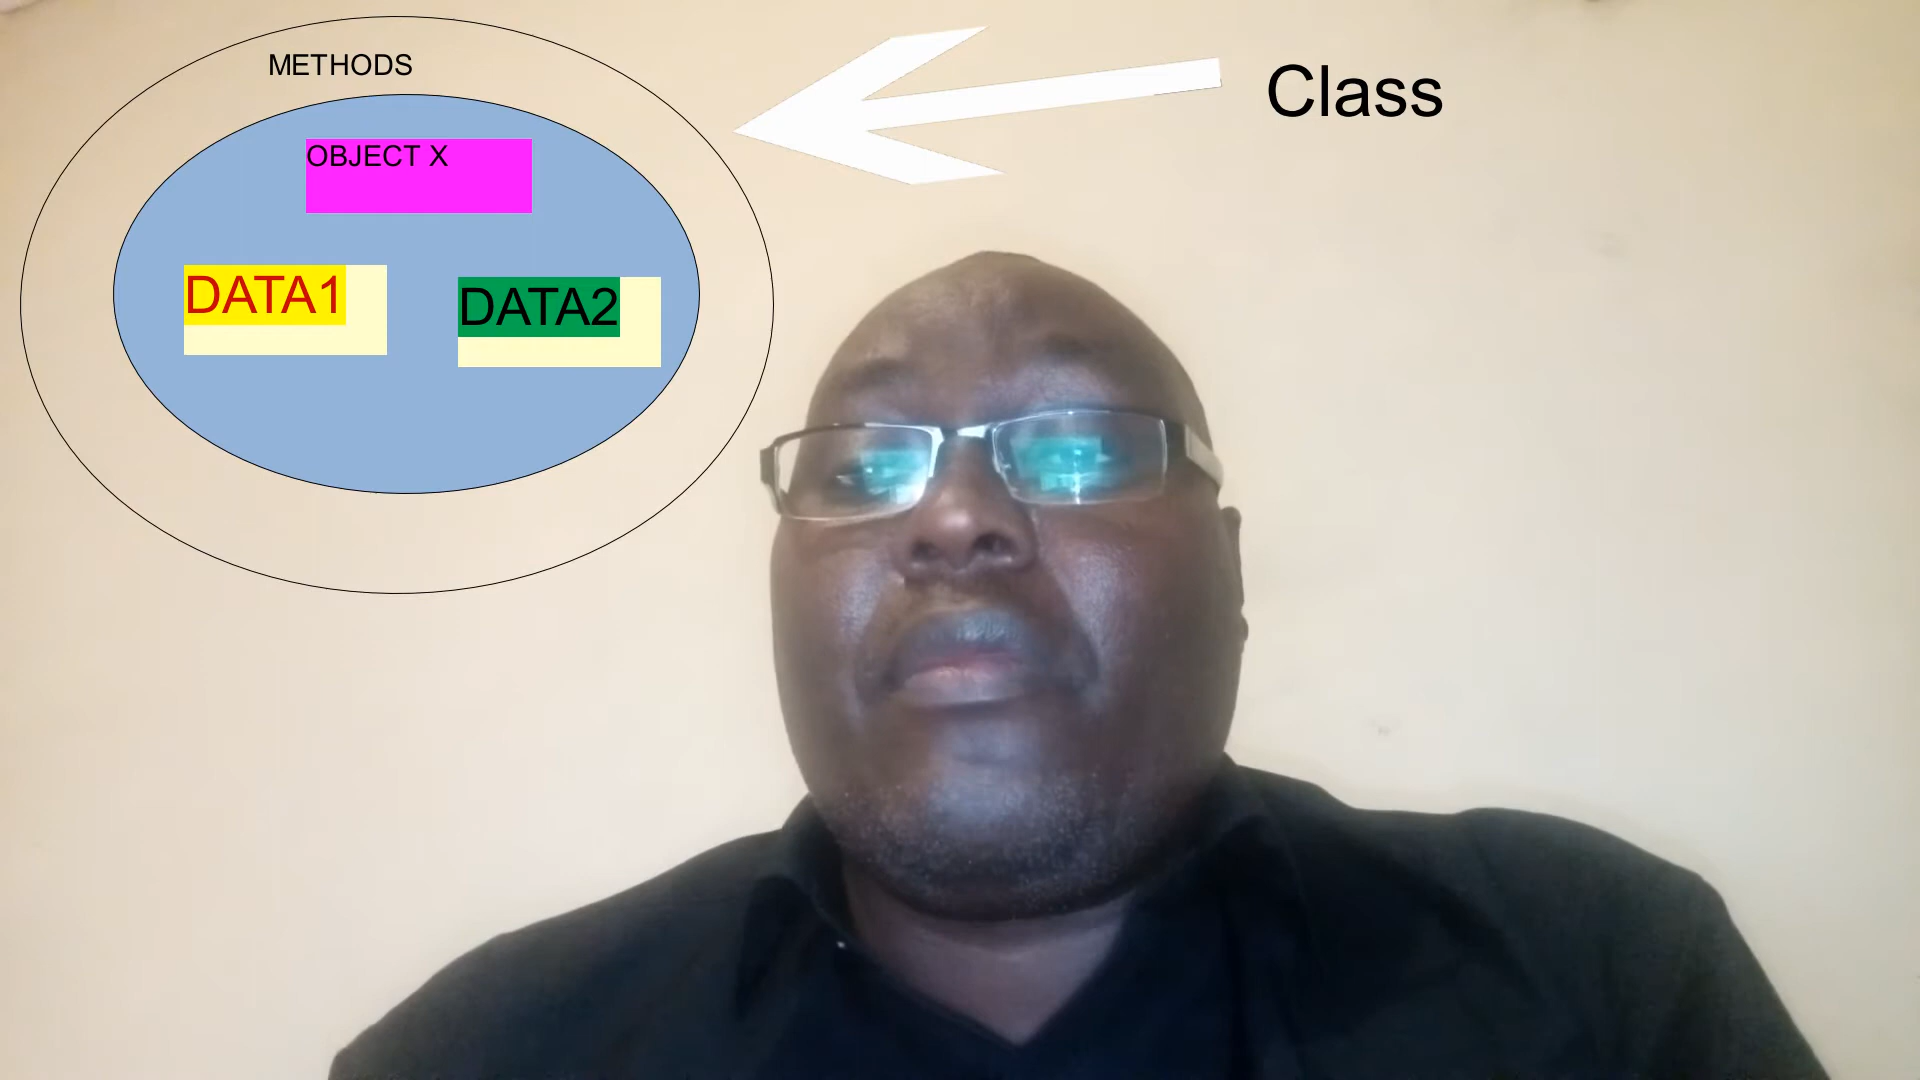 METHODS
Class
OBJECT X
DATA1
DATA2